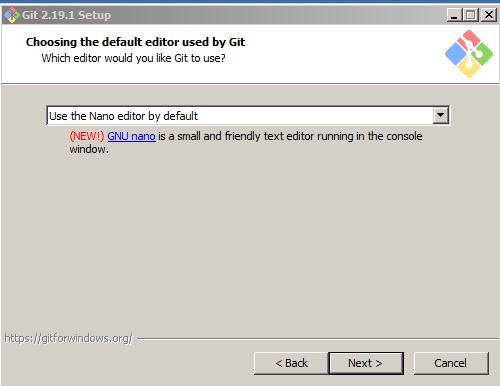 Git 2.19.1 Setup
Choosing the default editor used by Git
Which editor would you like Git to use?
Use the Nano editor by default
(NEW!) GNU nano is a small and friendly text editor running in the console
window.
https://gitforwindows.org/
< Back
Next >
Cancel